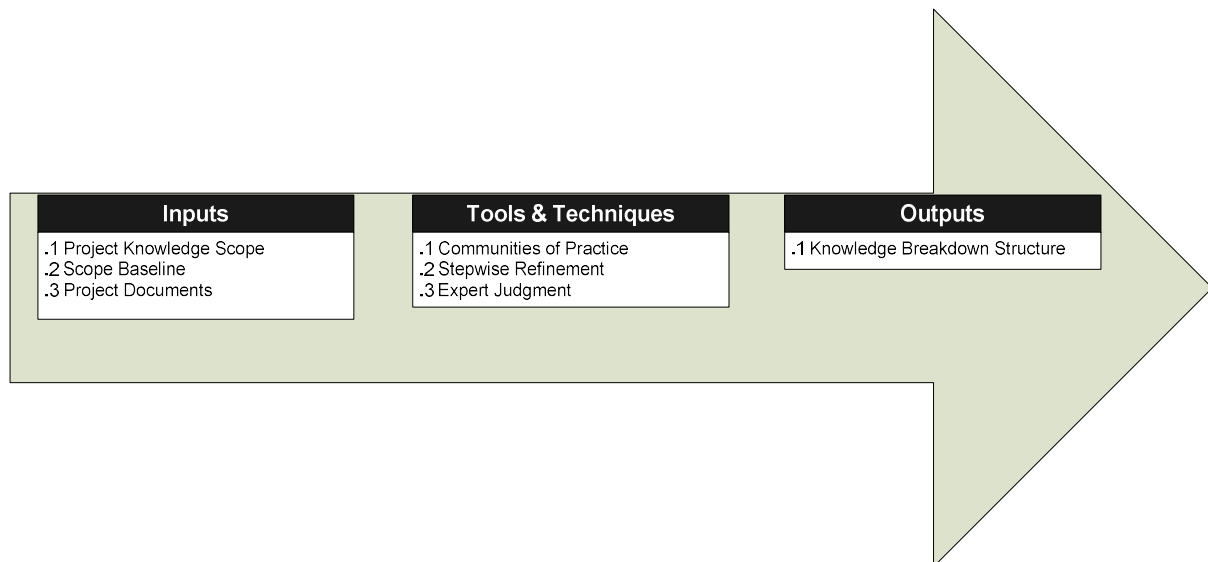 Inputs
.1 Project Knowledge Scope
.2 Scope Baseline
.3 Project Documents
Tools & Techniques
.1 Communities of Practice
.2 Stepwise Refinement
.3 Expert Judgment
Outputs
.1 Knowledge Breakdown Structure